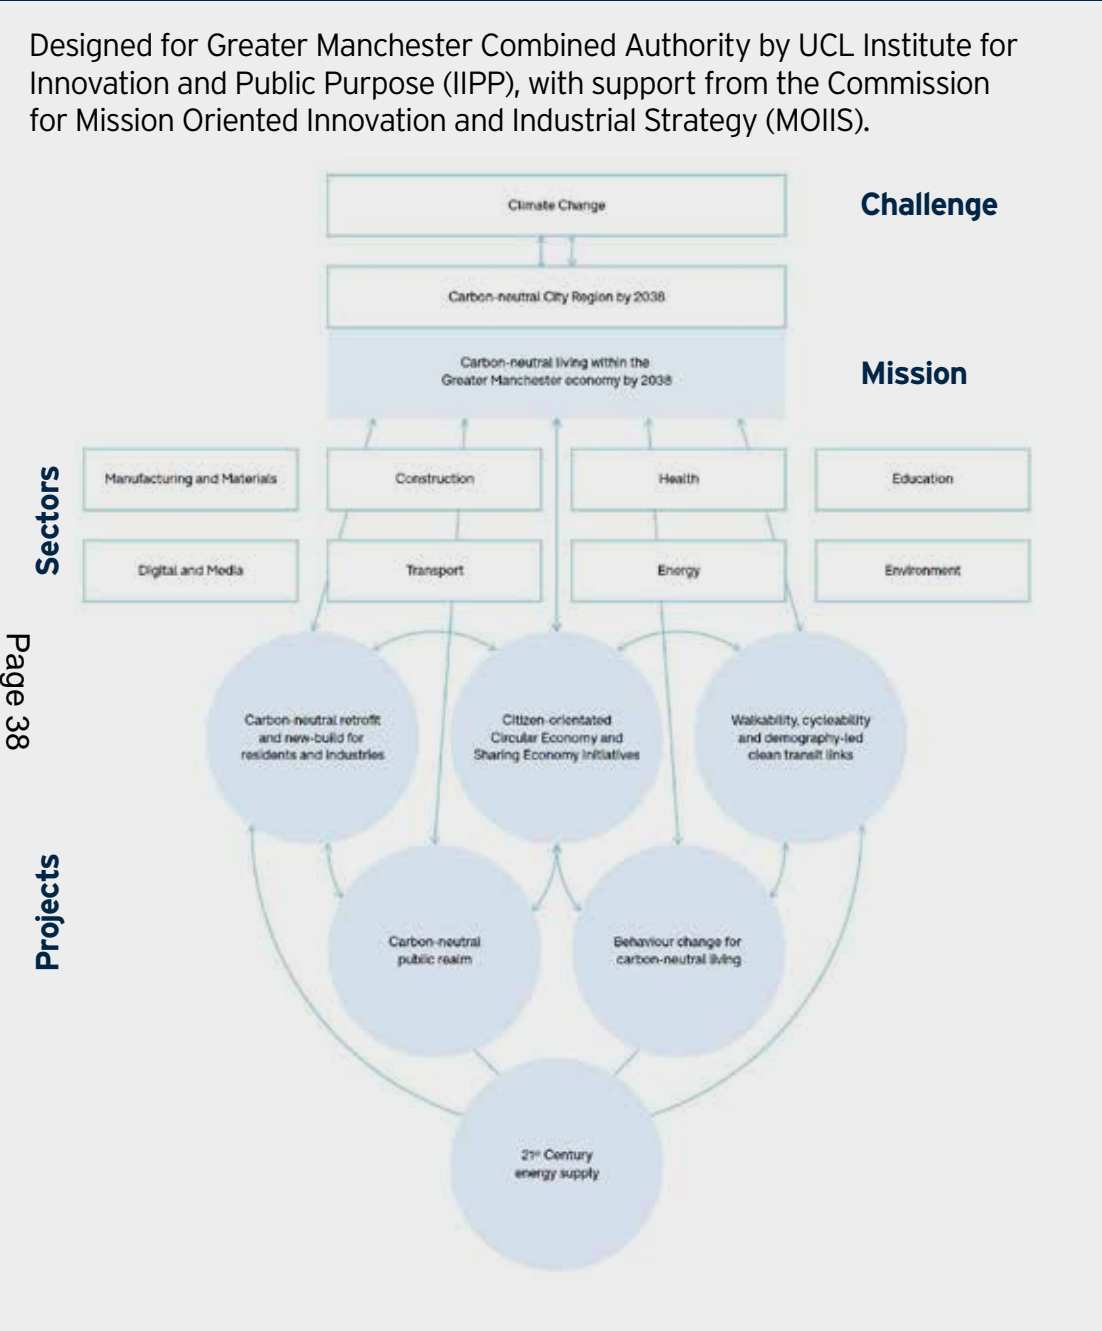 Designed for Greater Manchester Combined Authority by UCL Institute for
Innovation and Public Purpose (IIPP), with support from the Commission
for Mission Oriented Innovation and Industrial Strategy (MOIIS).
Climate Change
Challenge
Carbon-neutral City Region by 2038
Carbon-neutral living within the
Greater Manchester economy by 2038
Mission
Sectors
Manufacturing and Materials
Construction
Health
Education
Digital and Media
Transport
Energy
Environment
Page 38
Projects
Carbon-neutral retrofit
and new-build for
residents and industries
Citizen-orientated
Circular Economy and
Sharing Economy Initiatives
Walkability, cycleability
and demography-led
clean transit links
Carbon-neutral
public realm
Behaviour change for
carbon-neutral living
21st Century
energy supply